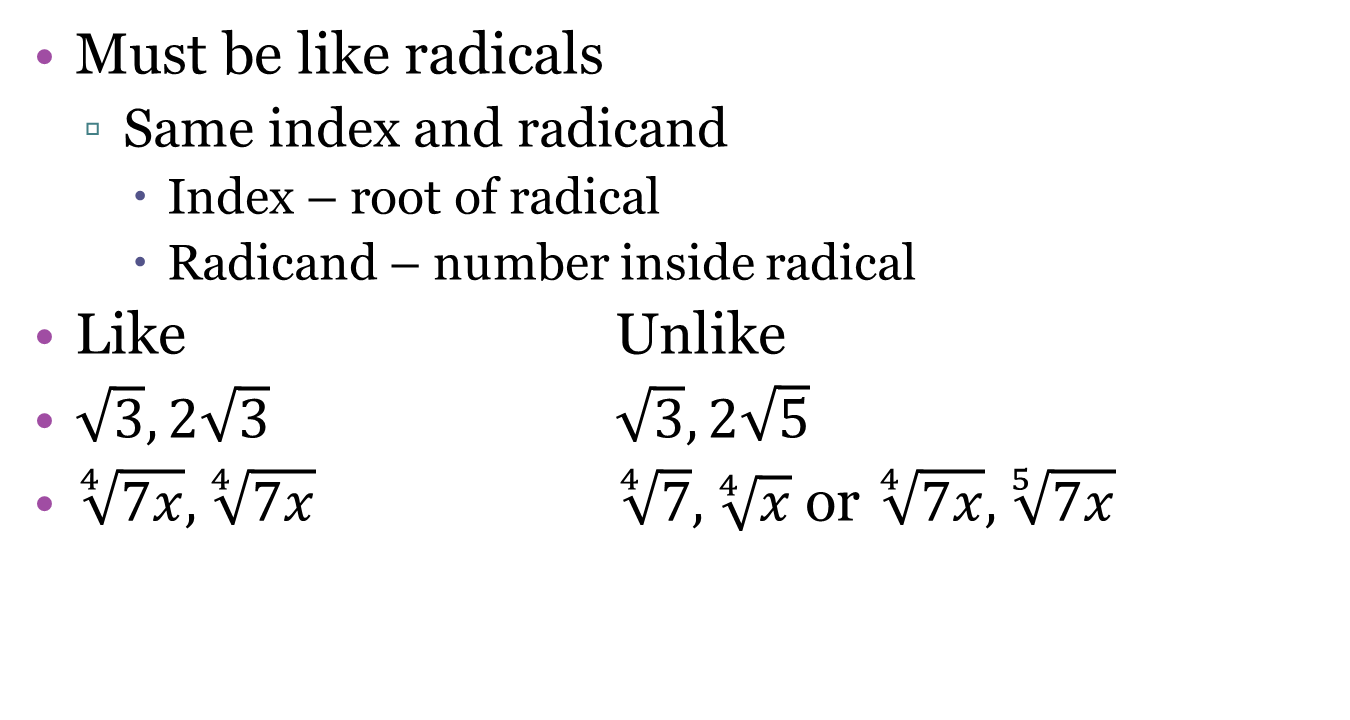 • Must be like radicals
▫ Same index and radicand
• Index – root of radical
• Radicand – number inside radical
• Like Unlike
• √3, 2√3 √3, 2√5
• ∜7x, ∜7x ∜7, ∜x or ∜7x, ⁵√7x